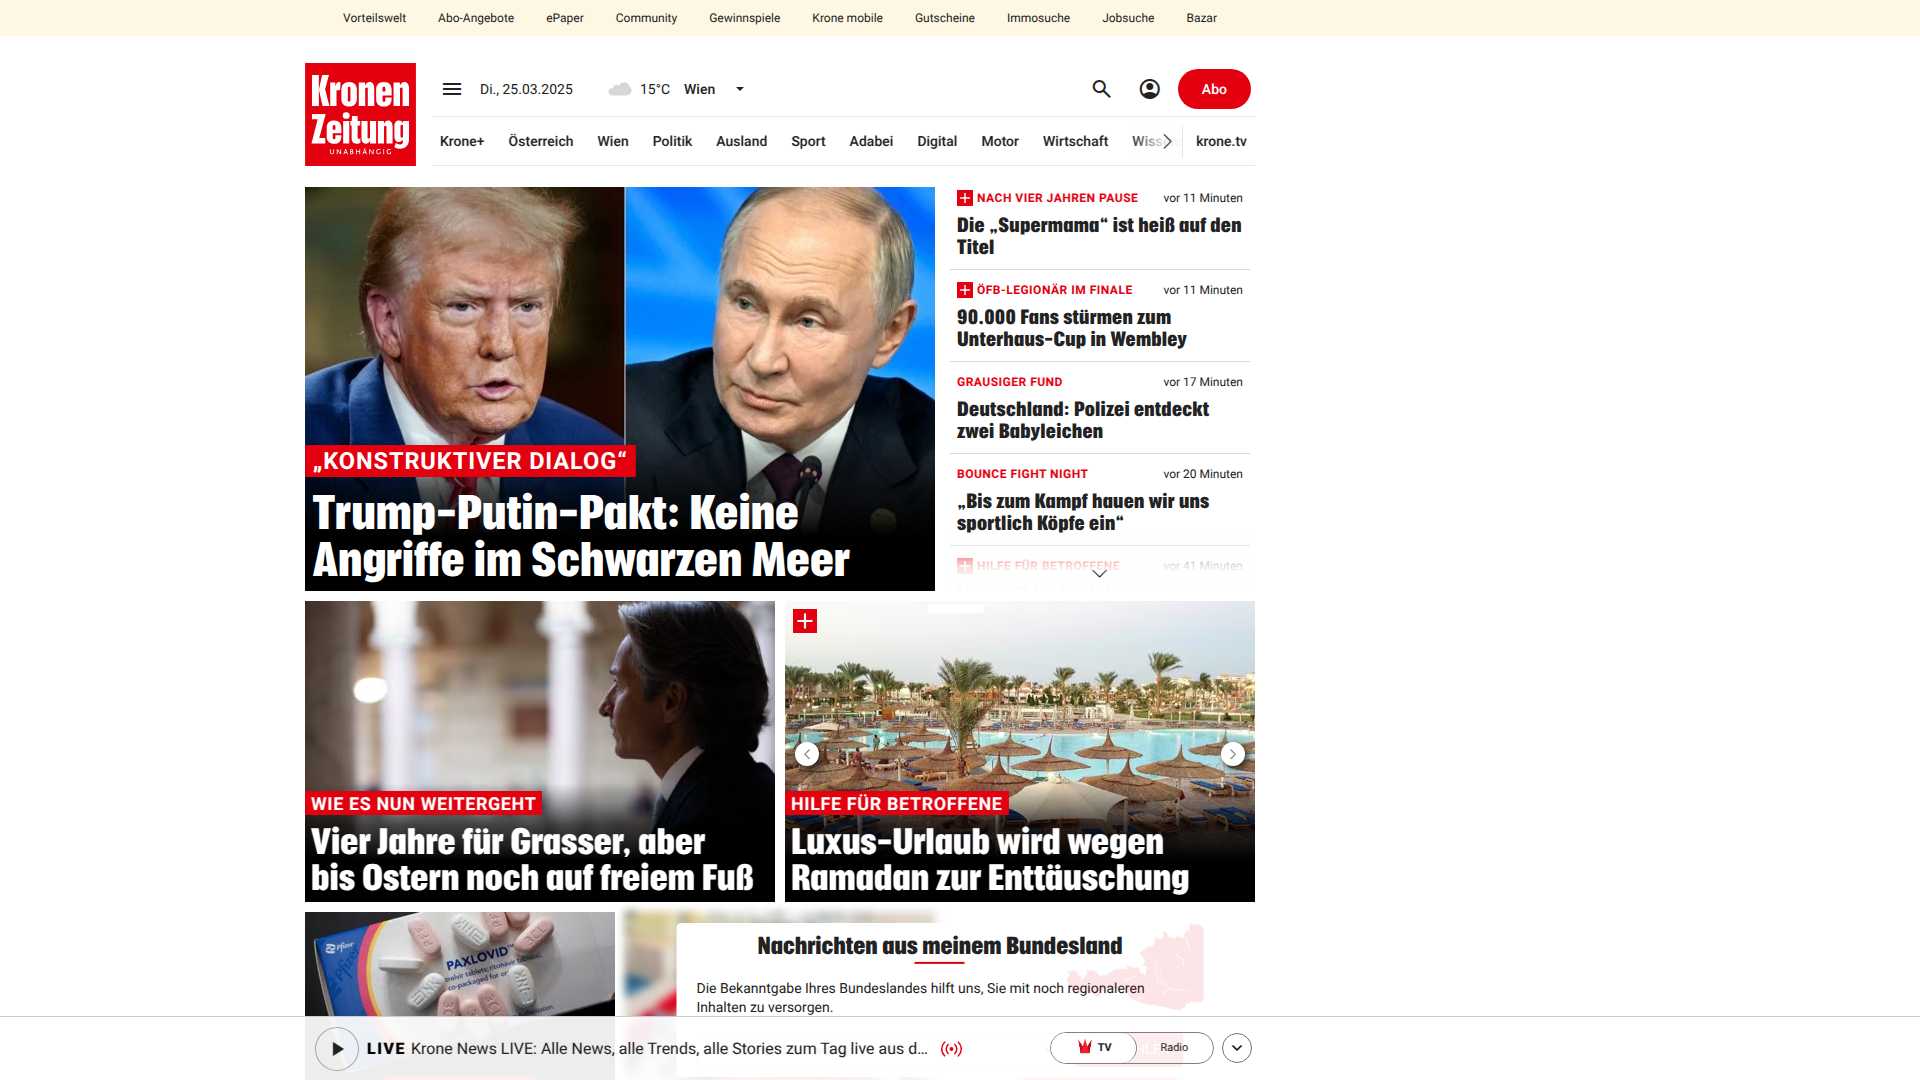 Vorteilswelt Abo-Angebote ePaper Community Gewinnspiele Krone mobile Gutscheine Immosuche Jobsuche Bazar
Kronen
Zeitung
UNABHÄNGIG
Di., 25.03.2025 15°C Wien Abo
Krone+ Österreich Wien Politik Ausland Sport Adabei Digital Motor Wirtschaft Wiss krone.tv
„KONSTRUKTIVER DIALOG“
Trump-Putin-Pakt: Keine
Angriffe im Schwarzen Meer
NACH VIER JAHREN PAUSE vor 11 Minuten
Die „Supermama“ ist heiß auf den
Titel
ÖFB-LEGIONÄR IM FINALE vor 11 Minuten
90.000 Fans stürmen zum
Unterhaus-Cup in Wembley
GRAUSIGER FUND vor 17 Minuten
Deutschland: Polizei entdeckt
zwei Babyleichen
BOUNCE FIGHT NIGHT vor 20 Minuten
„Bis zum Kampf hauen wir uns
sportlich Köpfe ein“
HILFE FÜR BETROFFENE vor 41 Minuten
WIE ES NUN WEITERGEHT
Vier Jahre für Grasser, aber
bis Ostern noch auf freiem Fuß
HILFE FÜR BETROFFENE
Luxus-Urlaub wird wegen
Ramadan zur Enttäuschung
Pfizer
PAXLOVID
Nachrichten aus meinem Bundesland
Die Bekanntgabe Ihres Bundeslandes hilft uns, Sie mit noch regionaleren
Inhalten zu versorgen.
LIVE Krone News LIVE: Alle News, alle Trends, alle Stories zum Tag live aus d... TV Radio